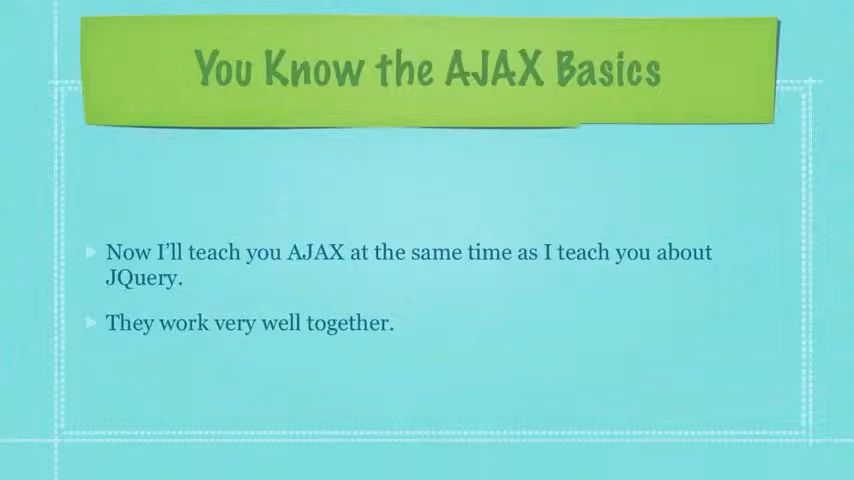 You Know the AJAX Basics
Now I'll teach you AJAX at the same time as I teach you about
JQuery.
They work very well together.